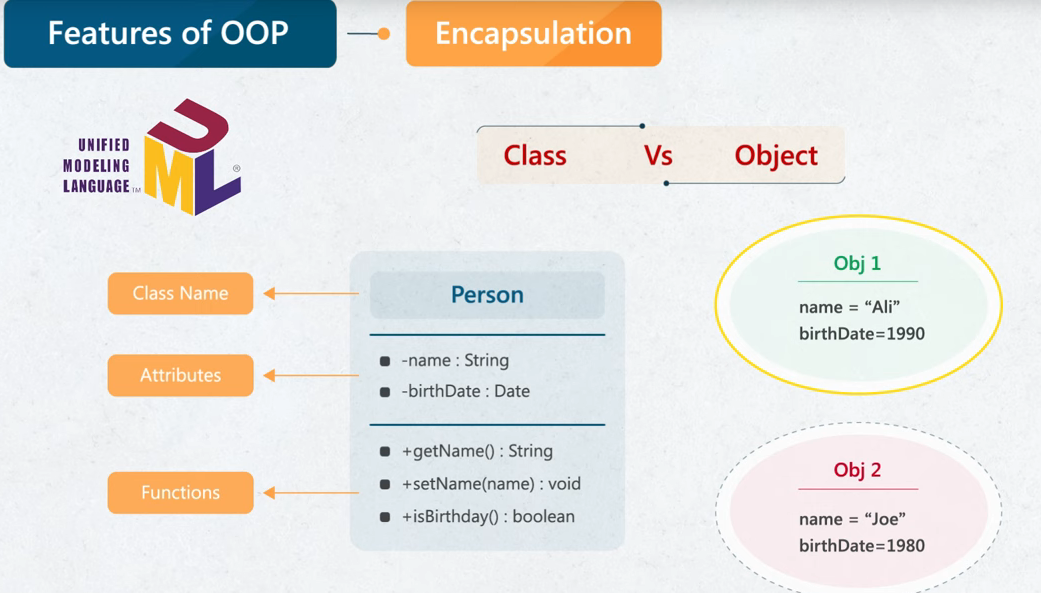 Features of OOP
Encapsulation
UNIFIED
MODELING
LANGUAGE TM
UML ®
Class Vs Object
Class Name
Attributes
Functions
Person
-name : String
-birthDate : Date
+getName() : String
+setName(name) : void
+isBirthday() : boolean
Obj 1
name = “Ali”
birthDate=1990
Obj 2
name = “Joe”
birthDate=1980